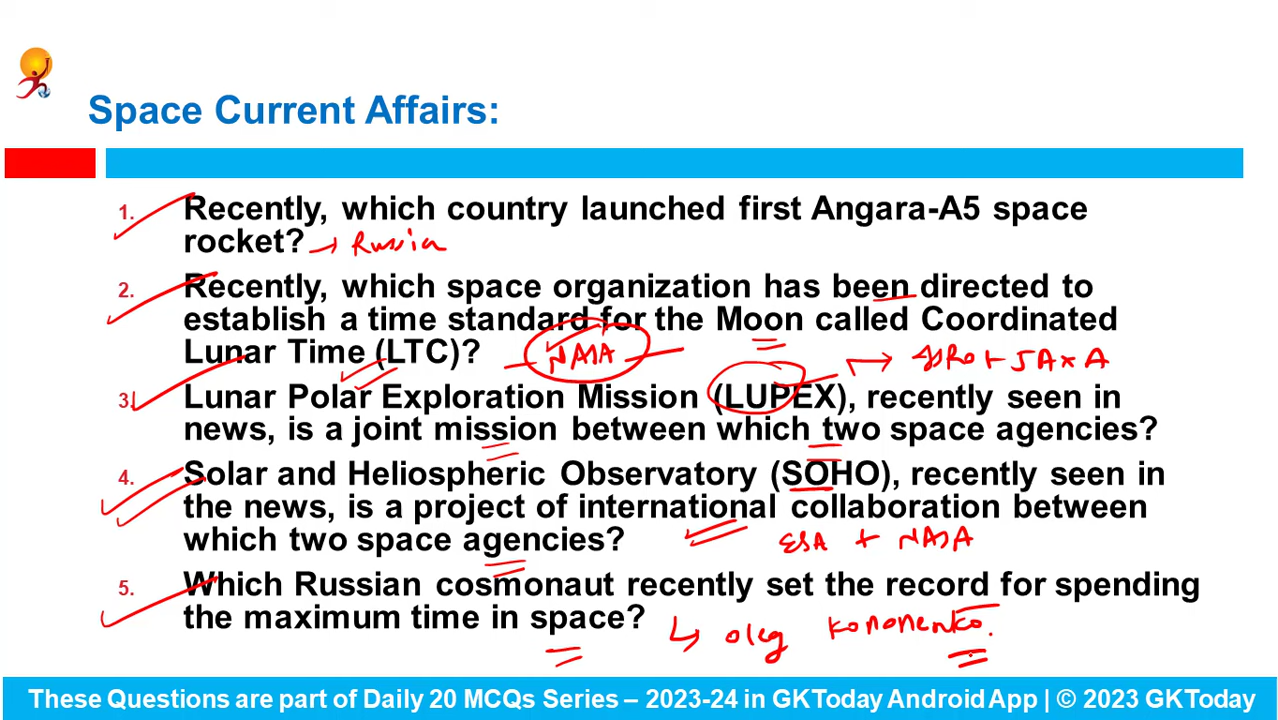 Space Current Affairs:
1. Recently, which country launched first Angara-A5 space
rocket? → Russia
2. Recently, which space organization has been directed to
establish a time standard for the Moon called Coordinated
Lunar Time (LTC)? NASA
→ ISRO + JAXA
3. Lunar Polar Exploration Mission (LUPEX), recently seen in
news, is a joint mission between which two space agencies?
4. Solar and Heliospheric Observatory (SOHO), recently seen in
the news, is a project of international collaboration between
which two space agencies? ESA + NASA
5. Which Russian cosmonaut recently set the record for spending
the maximum time in space? ↳ oleg kononenko.
These Questions are part of Daily 20 MCQs Series – 2023-24 in GKToday Android App | © 2023 GKToday